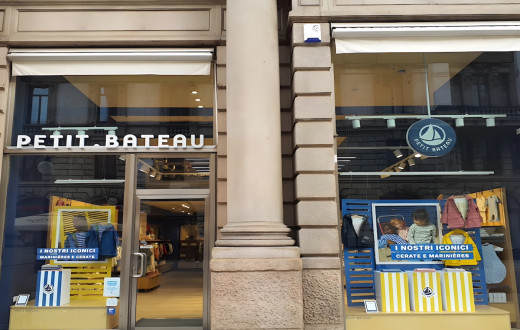 PETIT. BATEAU
PETIT BATEAU
I NOSTRI ICONICI
MARINIÈRES E CERATE
I NOSTRI ICONICI
CERATE E MARINIÈRES